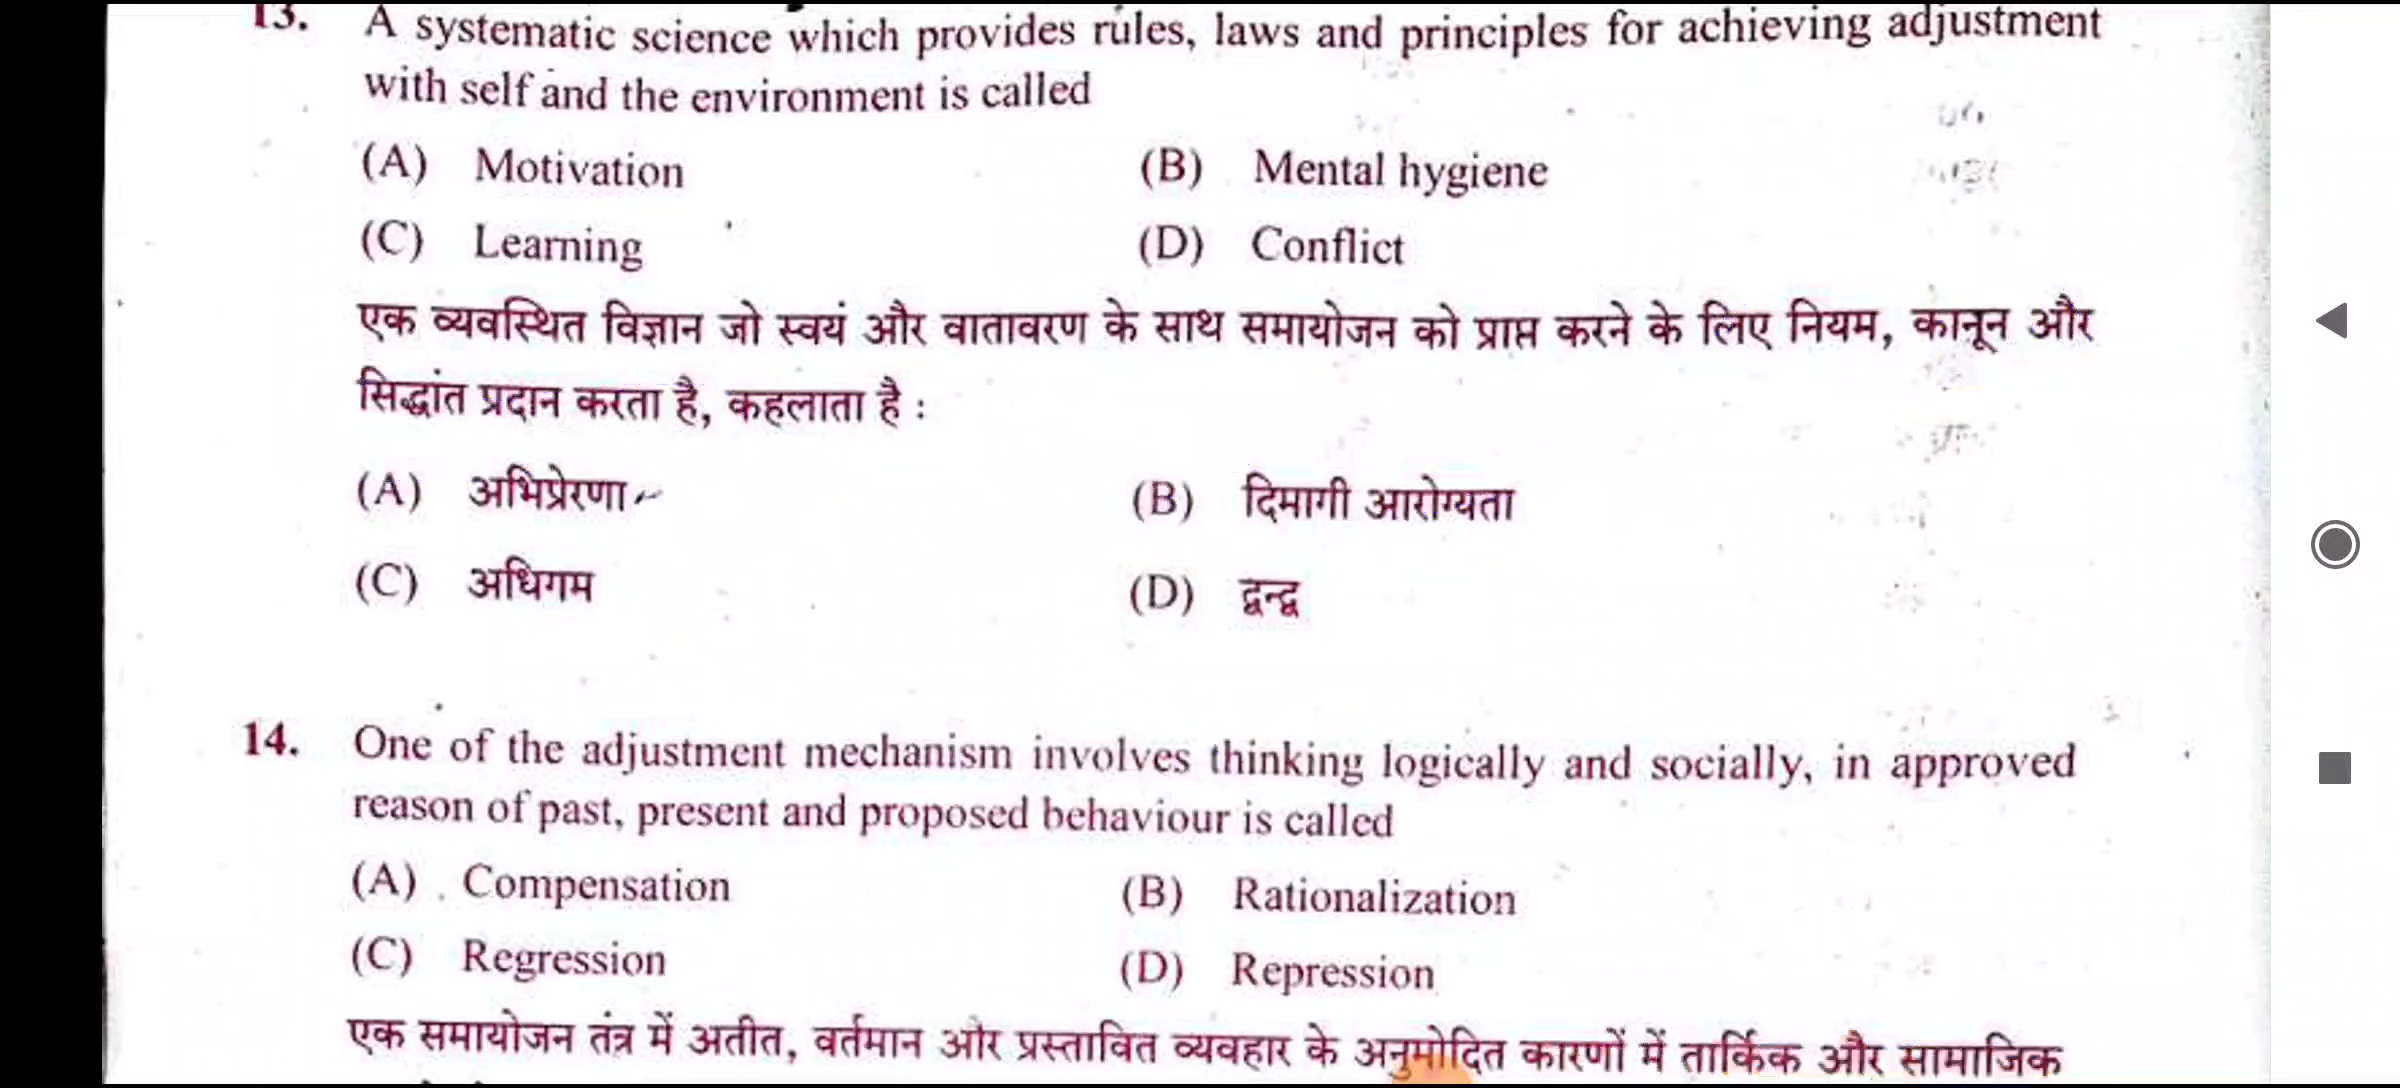 13. A systematic science which provides rules, laws and principles for achieving adjustment
with self and the environment is called
(A) Motivation (B) Mental hygiene
(C) Learning (D) Conflict
एक व्यवस्थित विज्ञान जो स्वयं और वातावरण के साथ समायोजन को प्राप्त करने के लिए नियम, कानून और
सिद्धांत प्रदान करता है, कहलाता है :
(A) अभिप्रेरणा (B) दिमागी आरोग्यता
(C) अधिगम (D) द्वन्द्व
14. One of the adjustment mechanism involves thinking logically and socially, in approved
reason of past, present and proposed behaviour is called
(A) Compensation (B) Rationalization
(C) Regression (D) Repression
एक समायोजन तंत्र में अतीत, वर्तमान और प्रस्तावित व्यवहार के अनुमोदित कारणों में तार्किक और सामाजिक